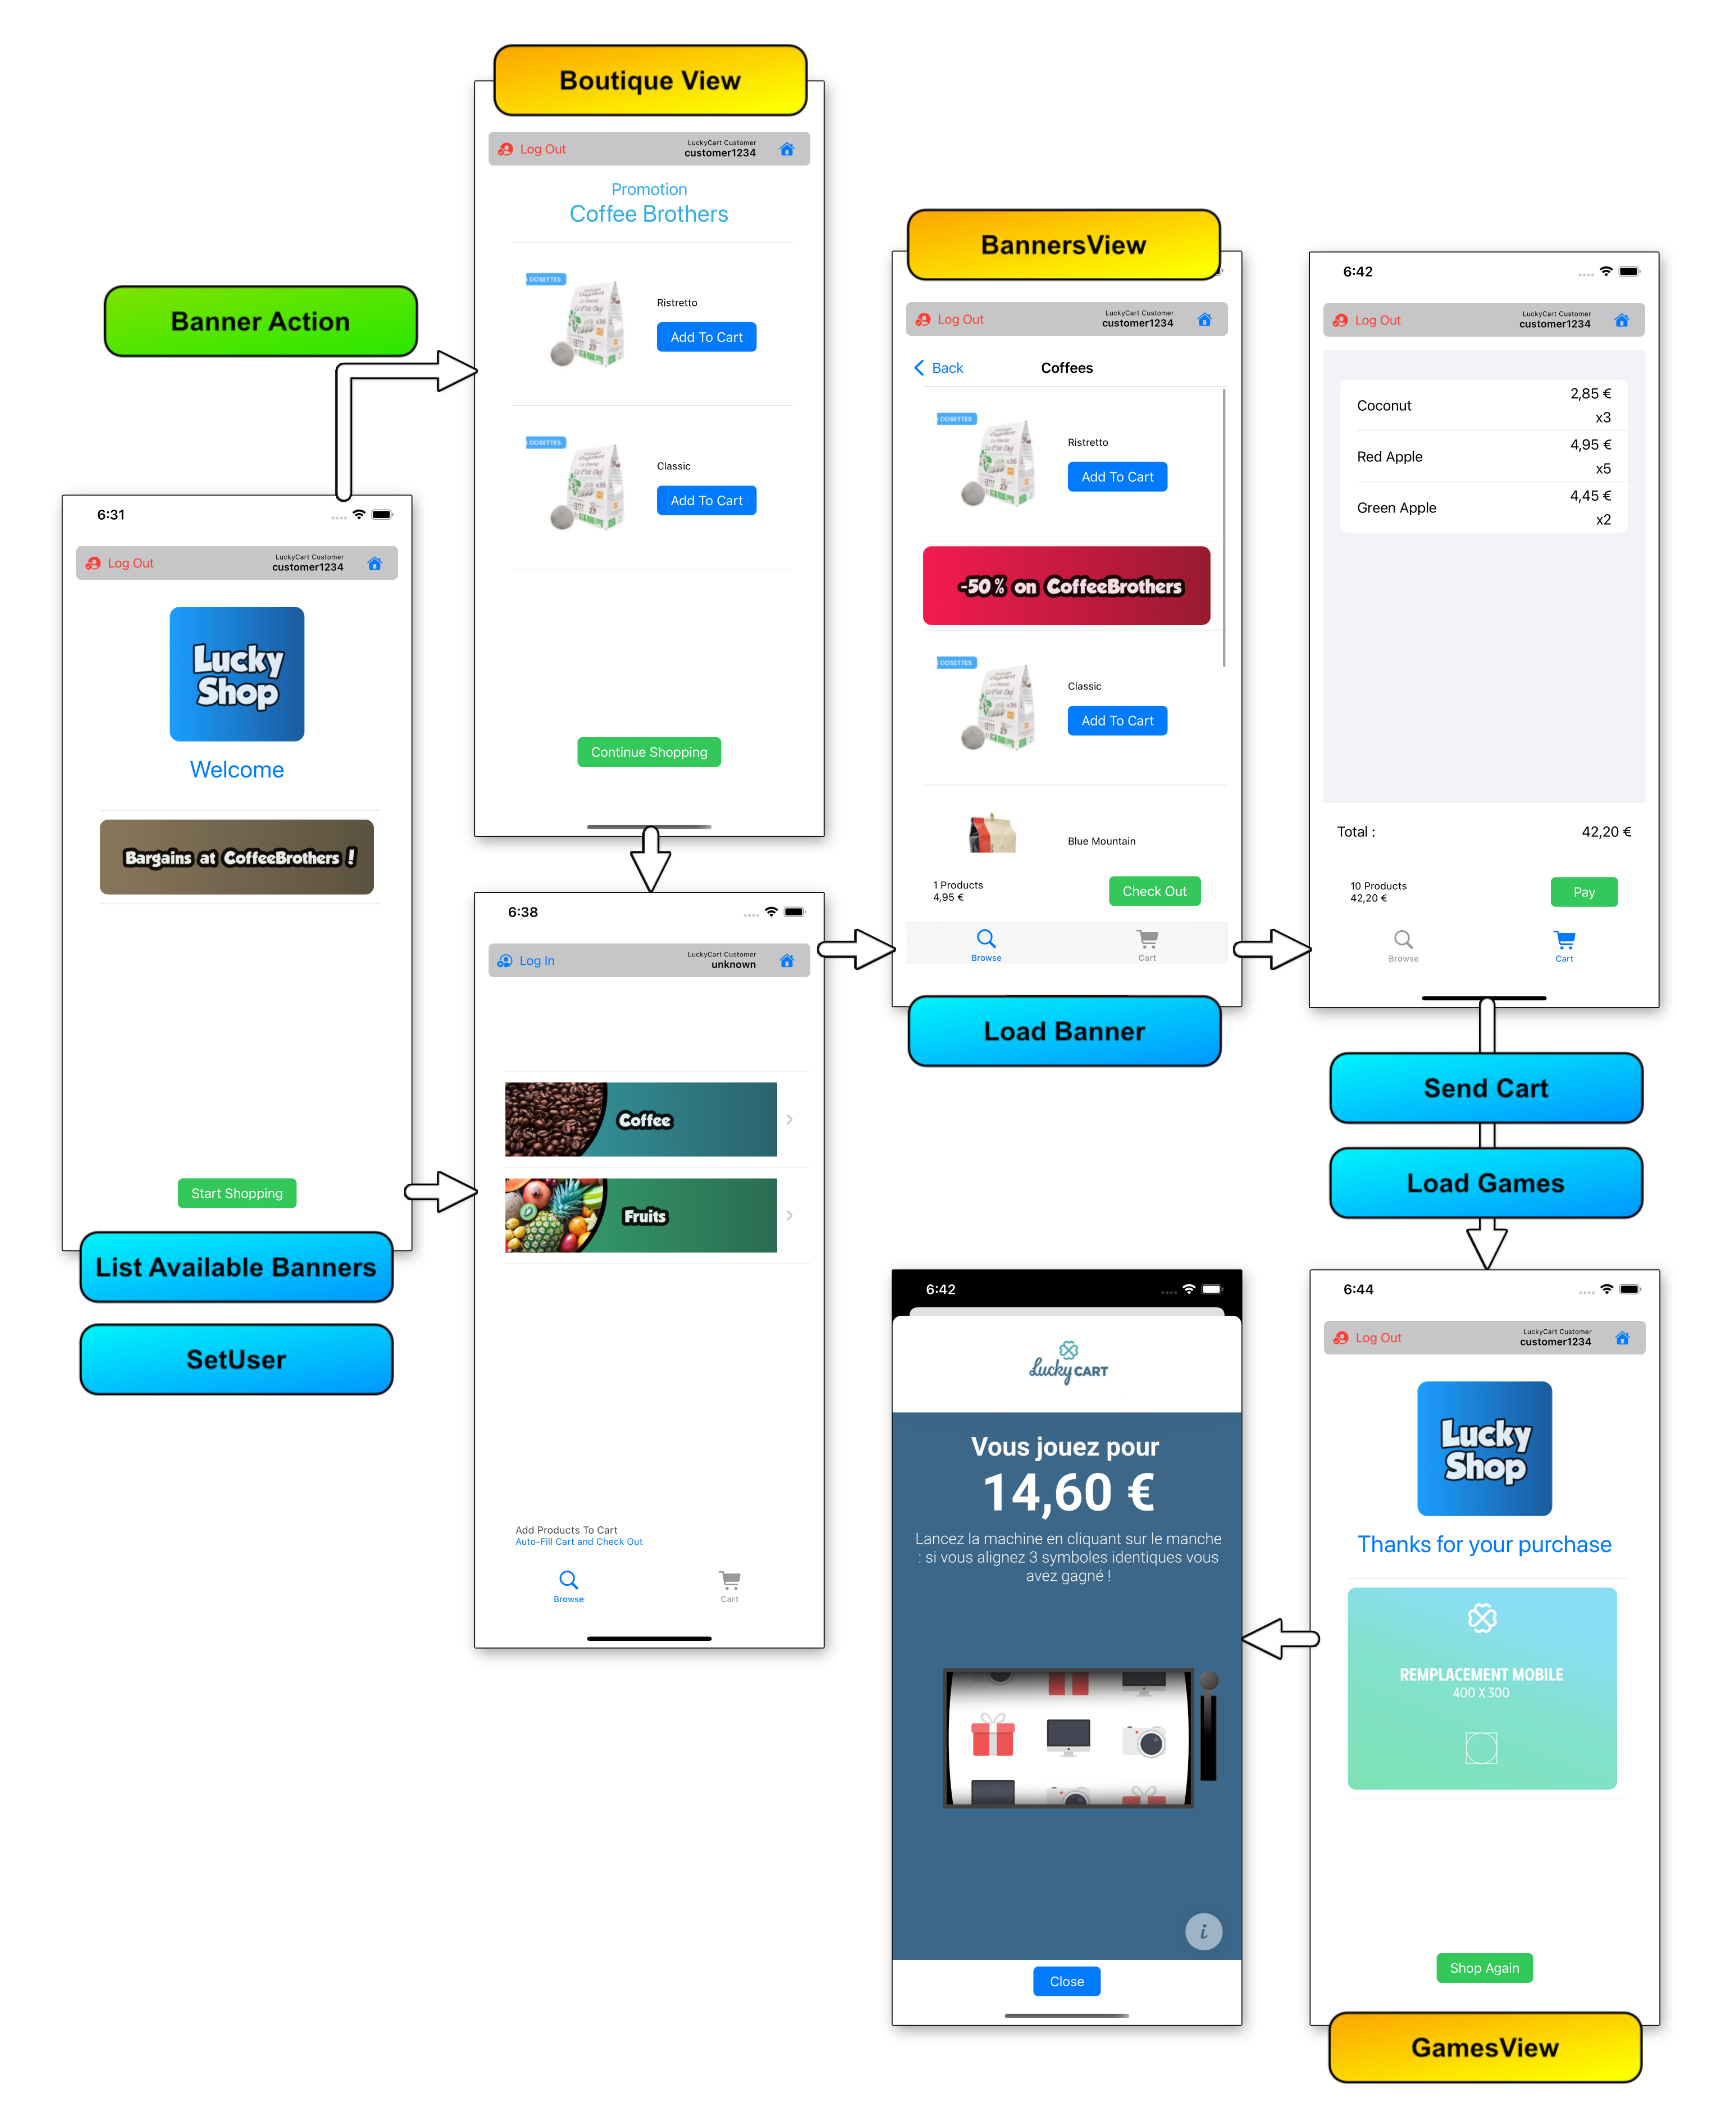 Boutique View
Log Out
LuckyCart Customer
customer1234
Promotion
Coffee Brothers
DOSETTES
Ristretto
Add To Cart
DOSETTES
Classic
Add To Cart
Continue Shopping
Banner Action
6:31
Log Out
LuckyCart Customer
customer1234
Lucky
Shop
Welcome
Bargains at CoffeeBrothers !
Start Shopping
List Available Banners
SetUser
6:38
Log In
LuckyCart Customer
unknown
Coffee
Fruits
Add Products To Cart
Auto-Fill Cart and Check Out
Browse
Cart
BannersView
Log Out
LuckyCart Customer
customer1234
Back
Coffees
DOSETTES
Ristretto
Add To Cart
-50% on CoffeeBrothers
DOSETTES
Classic
Add To Cart
Blue Mountain
1 Products
4,95 €
Check Out
Browse
Cart
Load Banner
6:42
Log Out
LuckyCart Customer
customer1234
Coconut
2,85 €
x3
Red Apple
4,95 €
x5
Green Apple
4,45 €
x2
Total :
42,20 €
10 Products
42,20 €
Pay
Browse
Cart
Send Cart
Load Games
6:44
Log Out
LuckyCart Customer
customer1234
Lucky
Shop
Thanks for your purchase
REMPLACEMENT MOBILE
400 X 300
Shop Again
GamesView
6:42
Lucky CART
Vous jouez pour
14,60 €
Lancez la machine en cliquant sur le manche
: si vous alignez 3 symboles identiques vous
avez gagné !
i
Close